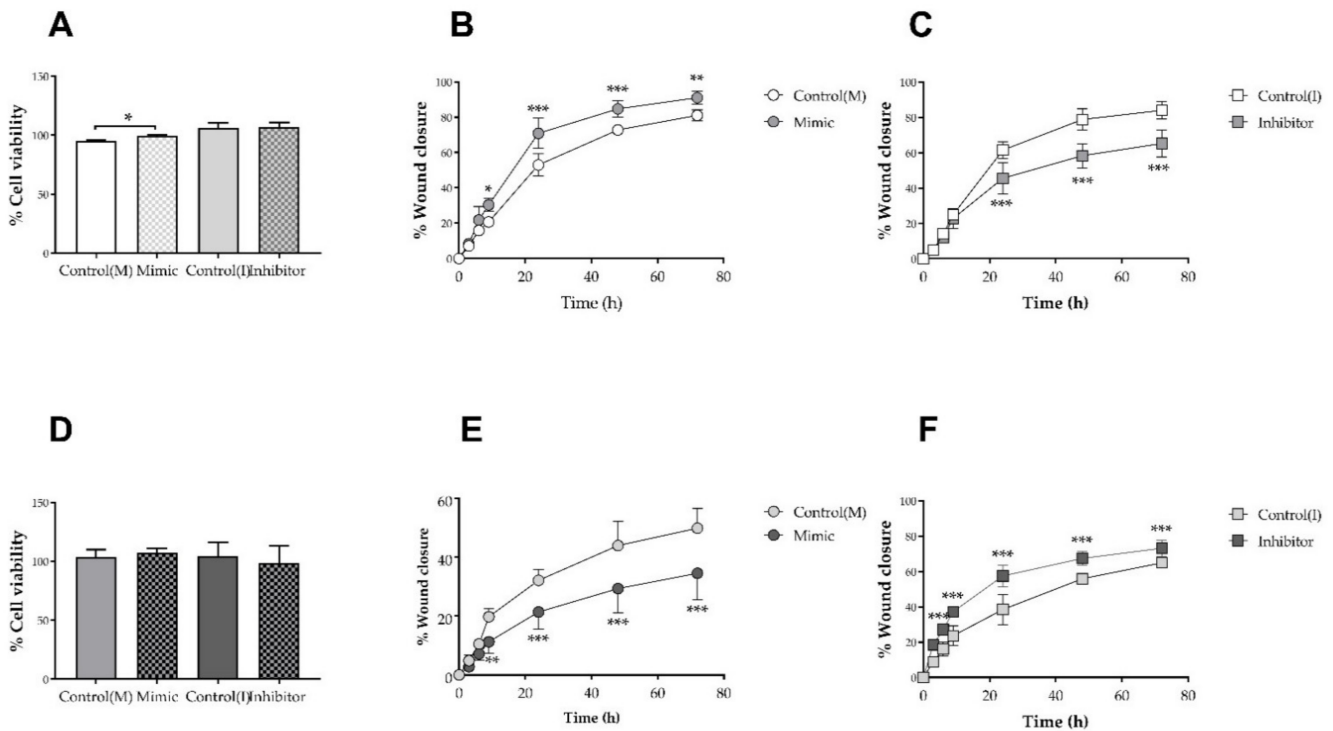 A
150
100
50
0
% Cell viability
*
Control(M) Mimic Control(I) Inhibitor
B
100
80
60
40
20
0
% Wound closure
*
***
***
**
0 20 40 60 80
Time (h)
Control(M)
Mimic
C
100
80
60
40
20
0
% Wound closure
***
***
***
0 20 40 60 80
Time (h)
Control(I)
Inhibitor
D
150
100
50
0
% Cell viability
Control(M) Mimic Control(I) Inhibitor
E
60
40
20
0
% Wound closure
**
***
***
***
0 20 40 60 80
Time (h)
Control(M)
Mimic
F
100
80
60
40
20
0
% Wound closure
***
***
***
***
***
0 20 40 60 80
Time (h)
Control(I)
Inhibitor